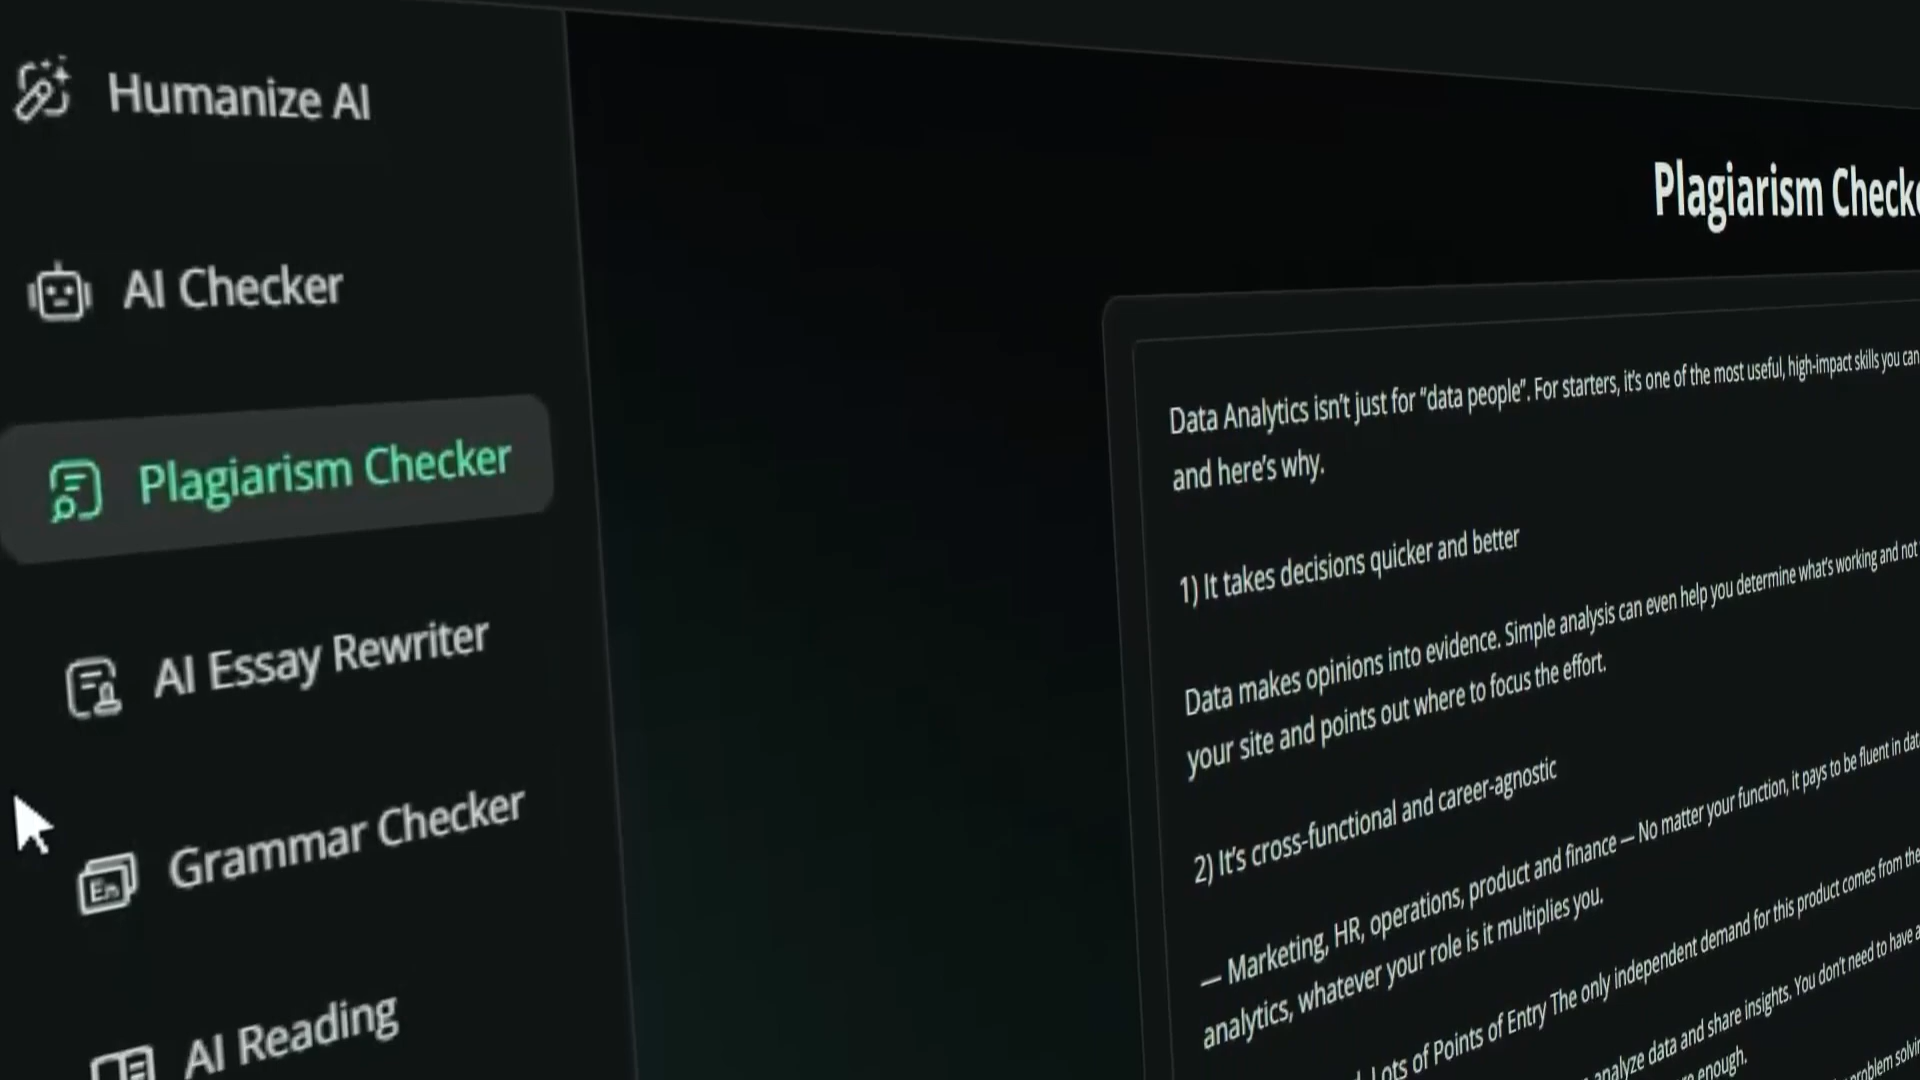 Humanize AI
AI Checker
Plagiarism Checker
AI Essay Rewriter
Grammar Checker
AI Reading
Plagiarism
Data Analytics isn't just for “data people”. For starters, it's one of the most useful, high-impact skills you can
and here's why.
1) It takes decisions quicker and better
Data makes opinions into evidence. Simple analysis can even help you determine what's working and not
your site and points out where to focus the effort.
2) It's cross-functional and career-agnostic
— Marketing, HR, operations, product and finance — No matter your function, it pays to be fluent in
analytics, whatever your role is it multiplies you.
Lots of Points of Entry The only independent demand for this product comes from the
analyze data and share insights. You don't need to have a
enough.
problem